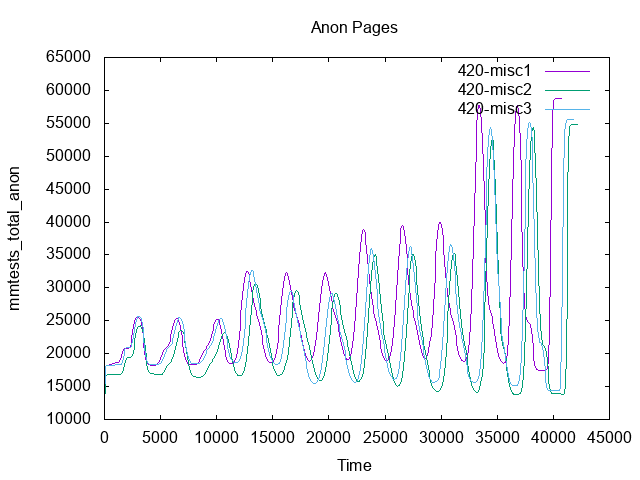 Anon Pages
65000
60000
55000
50000
45000
40000
35000
30000
25000
20000
15000
10000
mmtests_total_anon
420-misc1
420-misc2
420-misc3
0 5000 10000 15000 20000 25000 30000 35000 40000 45000
Time